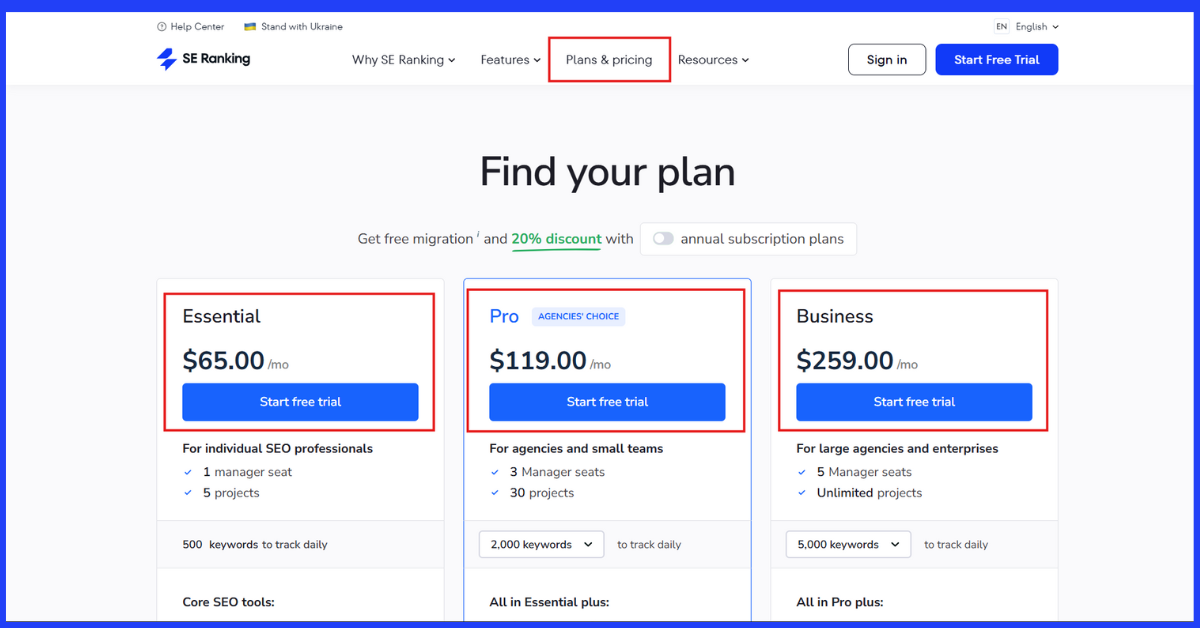 Help Center Stand with Ukraine EN English
SE Ranking Why SE Ranking Features Plans & pricing Resources Sign in Start Free Trial
Find your plan
Get free migration i and 20% discount with annual subscription plans
Essential
$65.00 /mo
Start free trial
For individual SEO professionals
1 manager seat
5 projects
500 keywords to track daily
Core SEO tools:
Pro AGENCIES' CHOICE
$119.00 /mo
Start free trial
For agencies and small teams
3 Manager seats
30 projects
2,000 keywords to track daily
All in Essential plus:
Business
$259.00 /mo
Start free trial
For large agencies and enterprises
5 Manager seats
Unlimited projects
5,000 keywords to track daily
All in Pro plus: